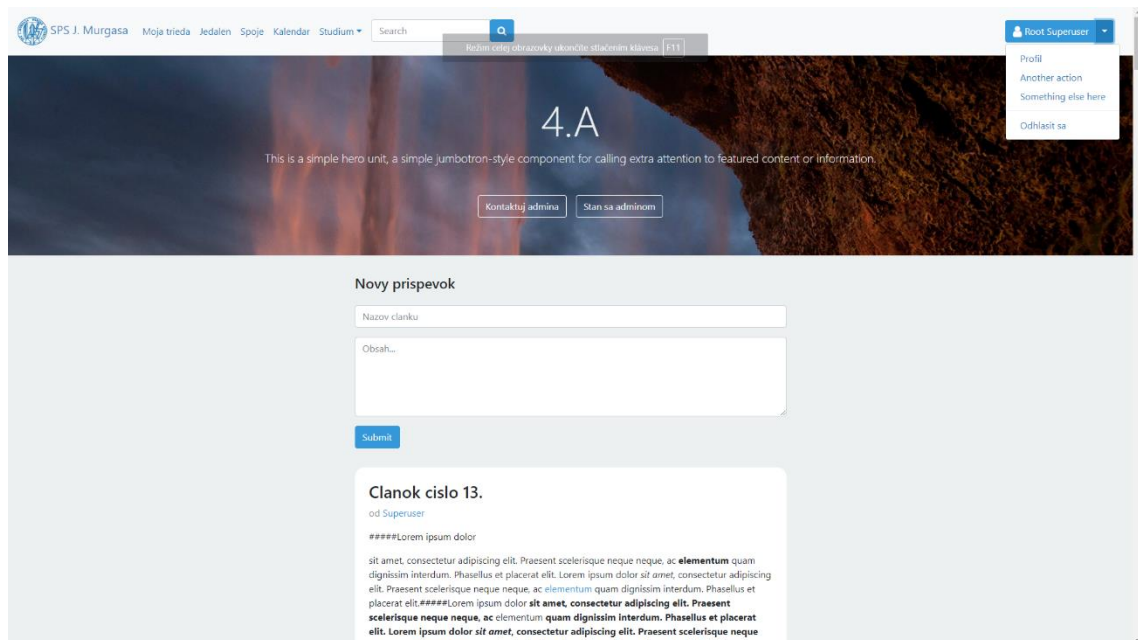 SPS J. Murgasa Moja trieda Jedalen Spoje Kalendar Studium Search Root Superuser
Režim celej obrazovky ukončíte stlačením klávesa F11
Profil
Another action
Something else here
Odhlasit sa
4.A
This is a simple hero unit, a simple jumbotron-style component for calling extra attention to featured content or information.
Kontaktuj admina Stan sa adminom
Novy prispevok
Nazov clanku
Obsah...
Submit
Clanok cislo 13.
od Superuser
#####Lorem ipsum dolor
sit amet, consectetur adipiscing elit. Praesent scelerisque neque neque, ac elementum quam
dignissim interdum. Phasellus et placerat elit. Lorem ipsum dolor sit amet, consectetur adipiscing
elit. Praesent scelerisque neque neque, ac elementum quam dignissim interdum. Phasellus et
placerat elit.#####Lorem ipsum dolor sit amet, consectetur adipiscing elit. Praesent
scelerisque neque neque, ac elementum quam dignissim interdum. Phasellus et placerat
elit. Lorem ipsum dolor sit amet, consectetur adipiscing elit. Praesent scelerisque neque